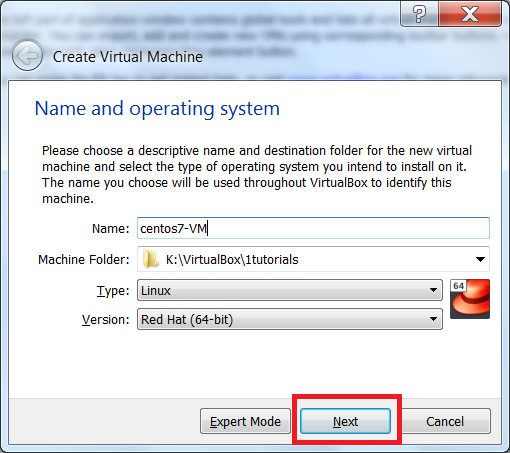 Create Virtual Machine
Name and operating system
Please choose a descriptive name and destination folder for the new virtual
machine and select the type of operating system you intend to install on it.
The name you choose will be used throughout VirtualBox to identify this
machine.
Name: centos7-VM
Machine Folder: K:\VirtualBox\1tutorials
Type: Linux
64
Version: Red Hat (64-bit)
Expert Mode Next Cancel